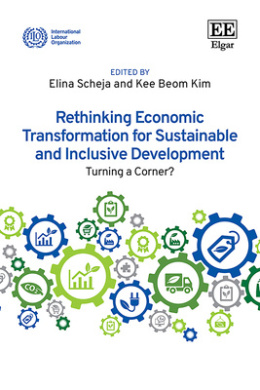 International
Labour
Organization
EE
Elgar
EDITED BY
Elina Scheja and Kee Beom Kim
Rethinking Economic
Transformation for Sustainable
and Inclusive Development
Turning a Corner?
CO₂